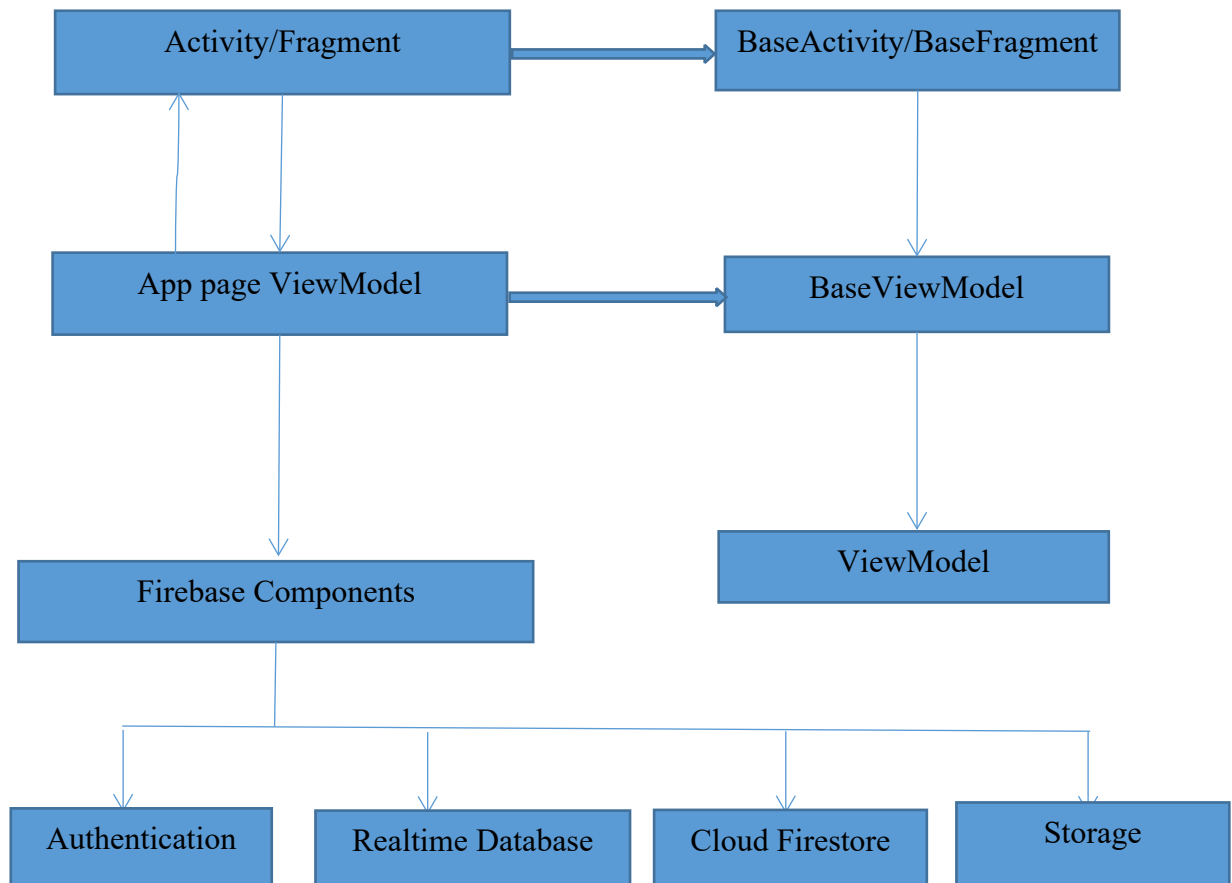 Activity/Fragment
BaseActivity/BaseFragment
App page ViewModel
BaseViewModel
ViewModel
Firebase Components
Authentication
Realtime Database
Cloud Firestore
Storage